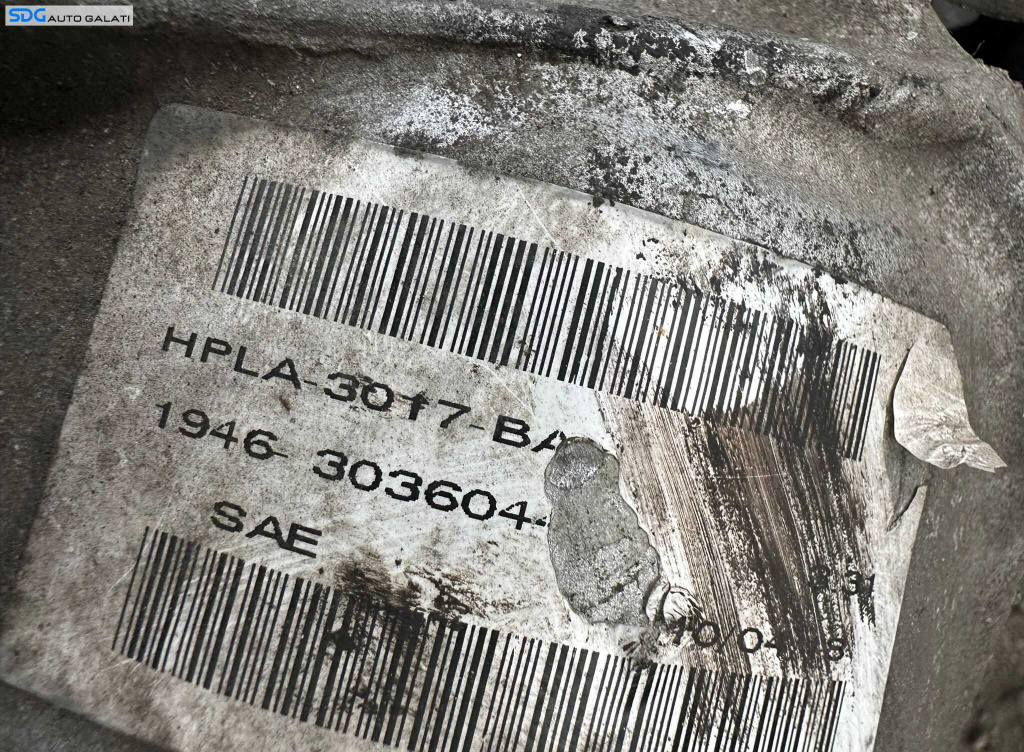 SDG AUTO GALATI
HPLA-3017-BA
1946- 303604-
SAE